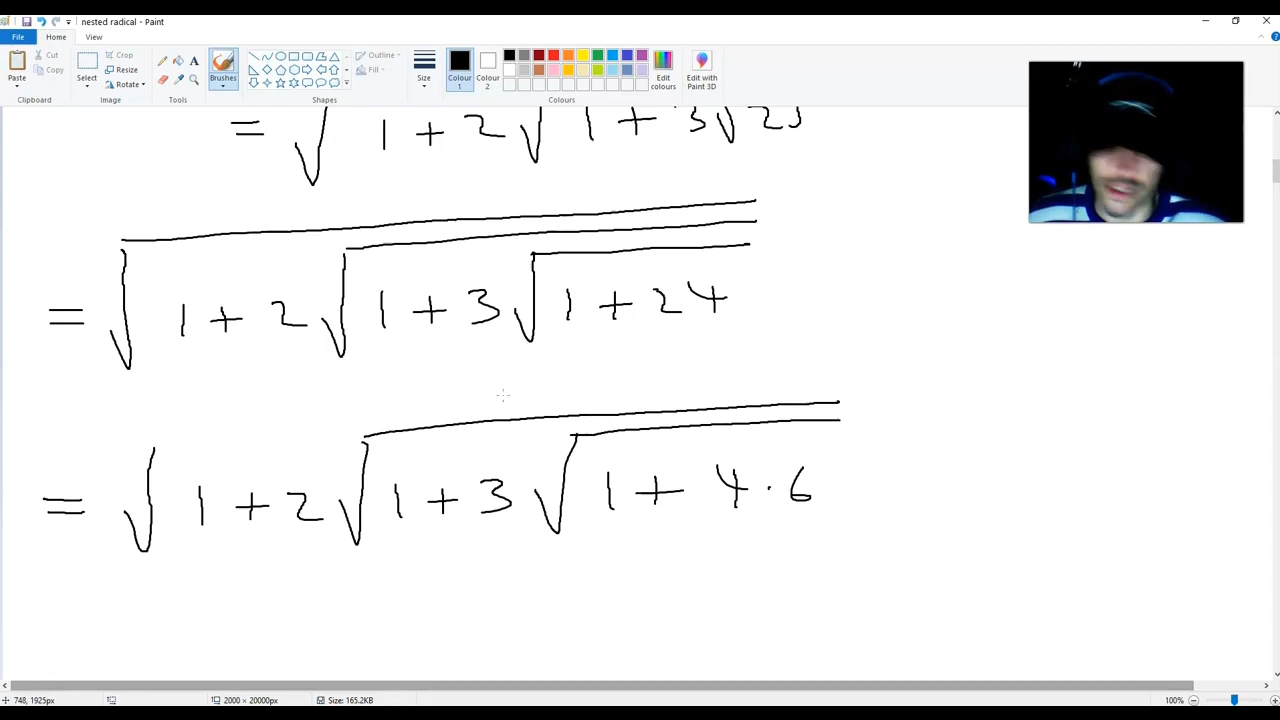 nested radical - Paint
File Home View
Cut
Copy
Paste
Clipboard
Select
Crop
Resize
Rotate
Image
Tools
Brushes
Outline
Fill
Shapes
Size
Colour 1
Colour 2
Edit colours
Colours
Edit with Paint 3D
= √ 1 + 2 √ 1 + 3 √ 25
= √ 1 + 2 √ 1 + 3 √ 1 + 24
= √ 1 + 2 √ 1 + 3 √ 1 + 4 · 6
748, 1925px 2000 × 20000px Size: 165.2KB 100%